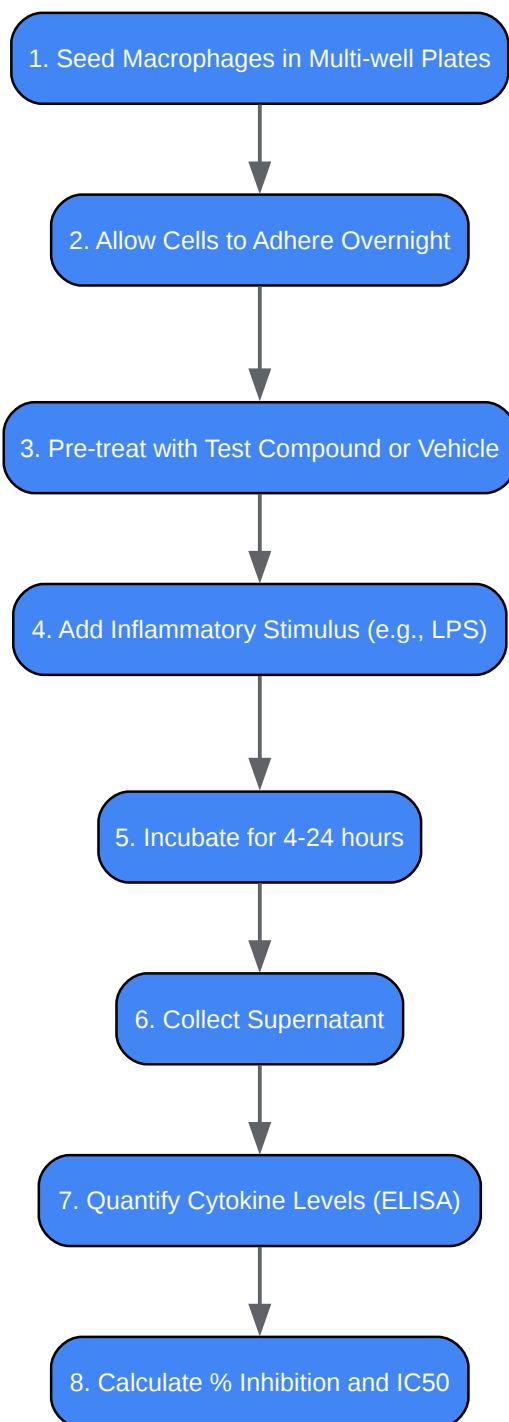 1. Seed Macrophages in Multi-well Plates
2. Allow Cells to Adhere Overnight
3. Pre-treat with Test Compound or Vehicle
4. Add Inflammatory Stimulus (e.g., LPS)
5. Incubate for 4-24 hours
6. Collect Supernatant
7. Quantify Cytokine Levels (ELISA)
8. Calculate % Inhibition and IC50